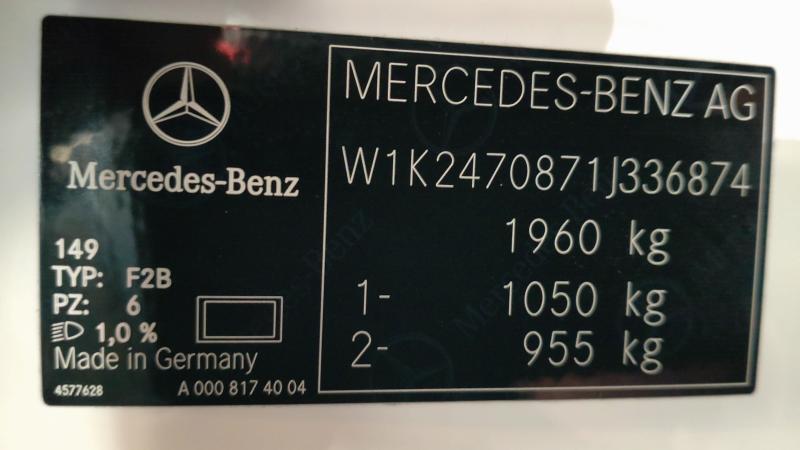 Mercedes-Benz
149
TYP: F2B
PZ: 6
1,0 %
Made in Germany
4577628 A 000 817 40 04
MERCEDES-BENZ AG
W1K2470871J336874
1960 kg
1- 1050 kg
2- 955 kg